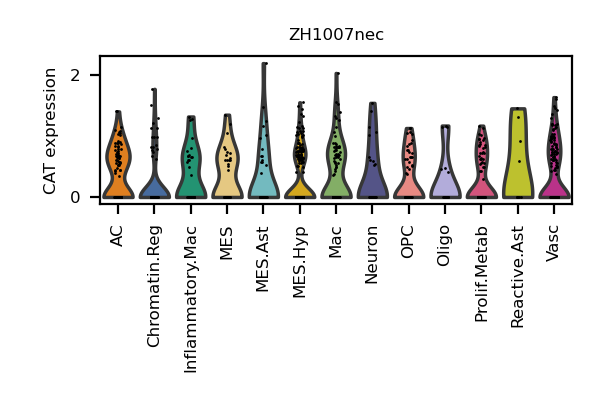 ZH1007nec
CAT expression
2
0
AC
Chromatin.Reg
Inflammatory.Mac
MES
MES.Ast
MES.Hyp
Mac
Neuron
OPC
Oligo
Prolif.Metab
Reactive.Ast
Vasc